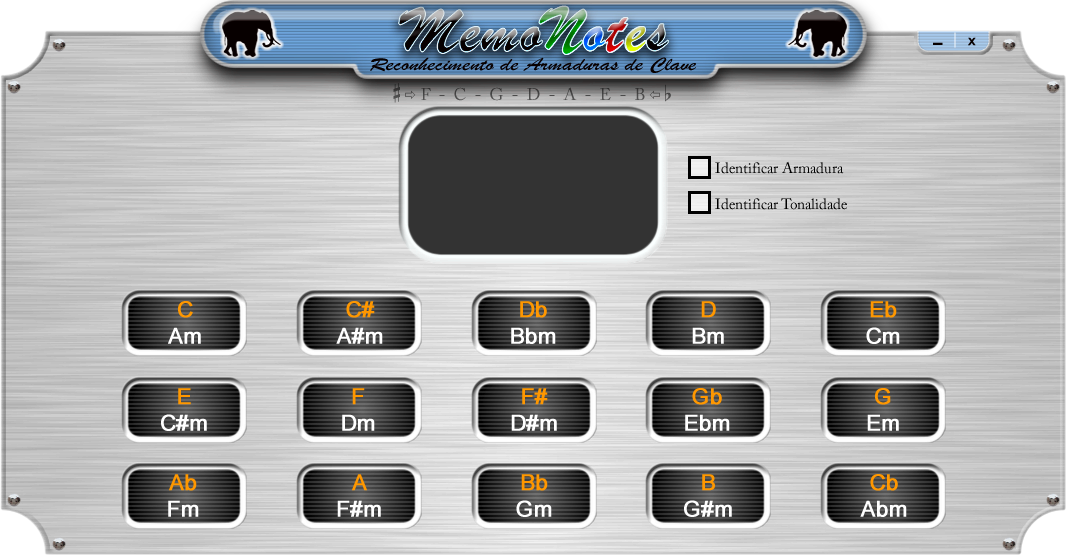 MemoNotes
Reconhecimento de Armaduras de Clave
x
♯⇨ F - C - G - D - A - E - B ⇦♭
Identificar Armadura
Identificar Tonalidade
C C# Db D Eb
Am A#m Bbm Bm Cm
E F F# Gb G
C#m Dm D#m Ebm Em
Ab A Bb B Cb
Fm F#m Gm G#m Abm